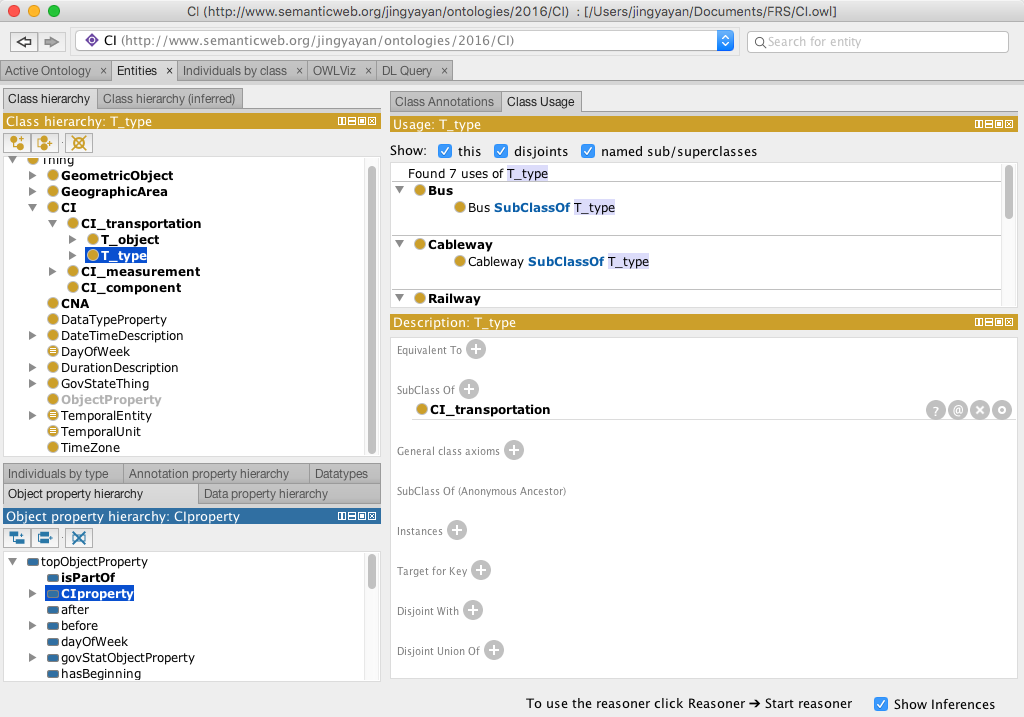 CI (http://www.semanticweb.org/jingyayan/ontologies/2016/CI) : [/Users/jingyayan/Documents/FRS/CI.owl]
CI (http://www.semanticweb.org/jingyayan/ontologies/2016/CI)
Search for entity
Active Ontology × Entities × Individuals by class × OWLViz × DL Query ×
Class hierarchy Class hierarchy (inferred)
Class hierarchy: T_type
Thing
GeometricObject
GeographicArea
CI
CI_transportation
T_object
T_type
CI_measurement
CI_component
CNA
DataTypeProperty
DateTimeDescription
DayOfWeek
DurationDescription
GovStateThing
ObjectProperty
TemporalEntity
TemporalUnit
TimeZone
Individuals by type Annotation property hierarchy Datatypes
Object property hierarchy Data property hierarchy
Object property hierarchy: CIproperty
topObjectProperty
isPartOf
CIproperty
after
before
dayOfWeek
govStatObjectProperty
hasBeginning
Class Annotations Class Usage
Usage: T_type
Show: this disjoints named sub/superclasses
Found 7 uses of T_type
Bus
Bus SubClassOf T_type
Cableway
Cableway SubClassOf T_type
Railway
Description: T_type
Equivalent To
SubClass Of
CI_transportation
General class axioms
SubClass Of (Anonymous Ancestor)
Instances
Target for Key
Disjoint With
Disjoint Union Of
To use the reasoner click Reasoner → Start reasoner Show Inferences